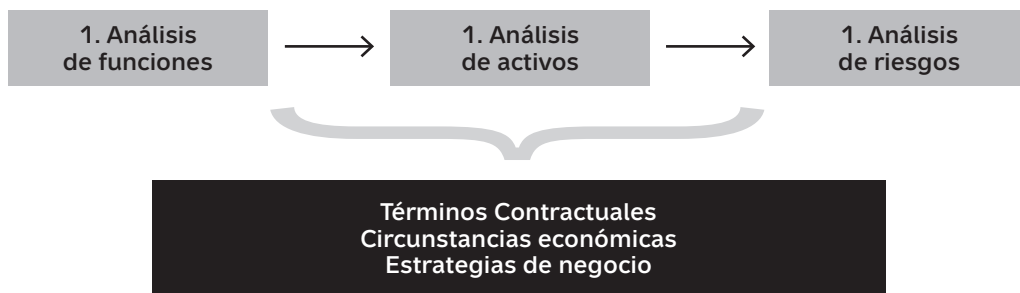 1. Análisis
de funciones
1. Análisis
de activos
1. Análisis
de riesgos
Términos Contractuales
Circunstancias económicas
Estrategias de negocio